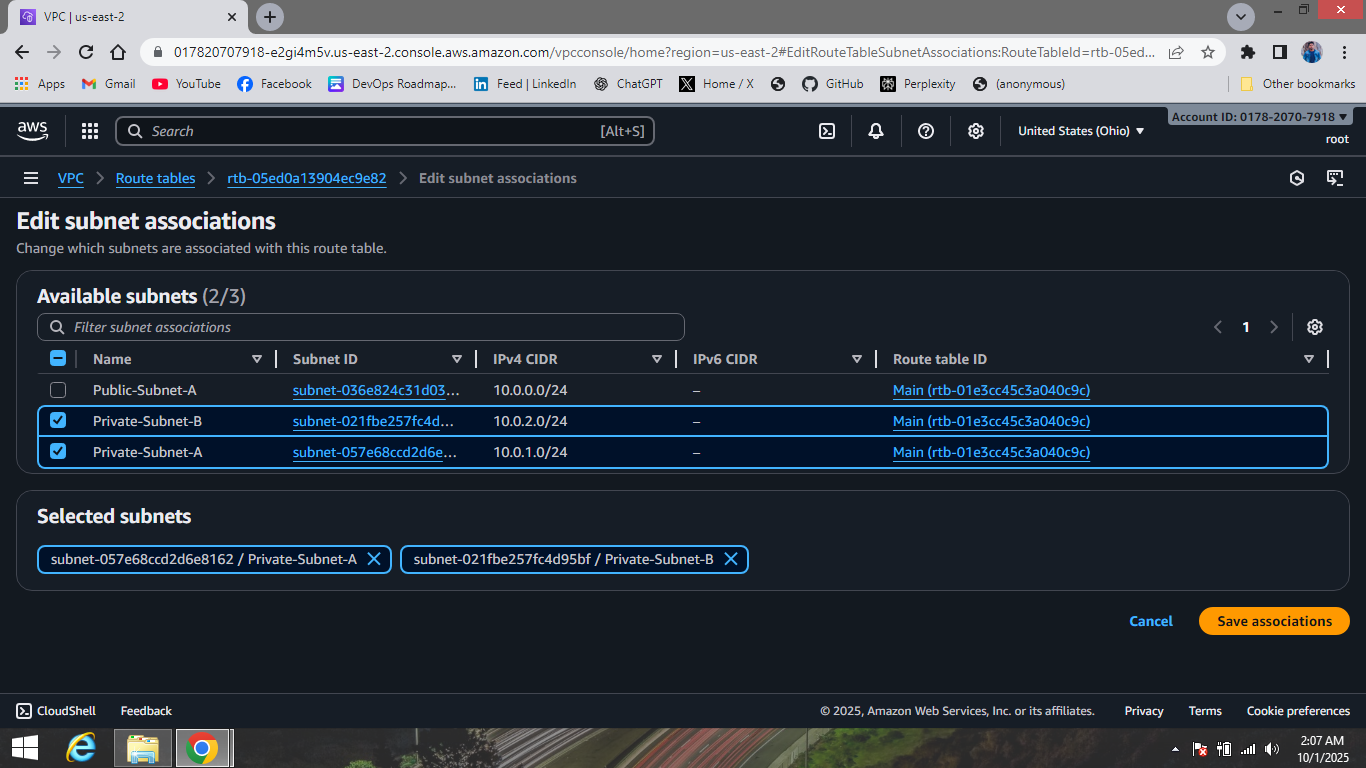 VPC | us-east-2
017820707918-e2gi4m5v.us-east-2.console.aws.amazon.com/vpcconsole/home?region=us-east-2#EditRouteTableSubnetAssociations:RouteTableId=rtb-05ed...
Apps Gmail YouTube Facebook DevOps Roadmap... Feed | LinkedIn ChatGPT Home / X GitHub Perplexity (anonymous) Other bookmarks
aws Search [Alt+S] United States (Ohio) Account ID: 0178-2070-7918
root
VPC Route tables rtb-05ed0a13904ec9e82 Edit subnet associations
Edit subnet associations
Change which subnets are associated with this route table.
Available subnets (2/3)
Filter subnet associations 1
Name Subnet ID IPv4 CIDR IPv6 CIDR Route table ID
Public-Subnet-A subnet-036e824c31d03... 10.0.0.0/24 – Main (rtb-01e3cc45c3a040c9c)
Private-Subnet-B subnet-021fbe257fc4d... 10.0.2.0/24 – Main (rtb-01e3cc45c3a040c9c)
Private-Subnet-A subnet-057e68ccd2d6e... 10.0.1.0/24 – Main (rtb-01e3cc45c3a040c9c)
Selected subnets
subnet-057e68ccd2d6e8162 / Private-Subnet-A subnet-021fbe257fc4d95bf / Private-Subnet-B
Cancel Save associations
CloudShell Feedback © 2025, Amazon Web Services, Inc. or its affiliates. Privacy Terms Cookie preferences
2:07 AM
10/1/2025